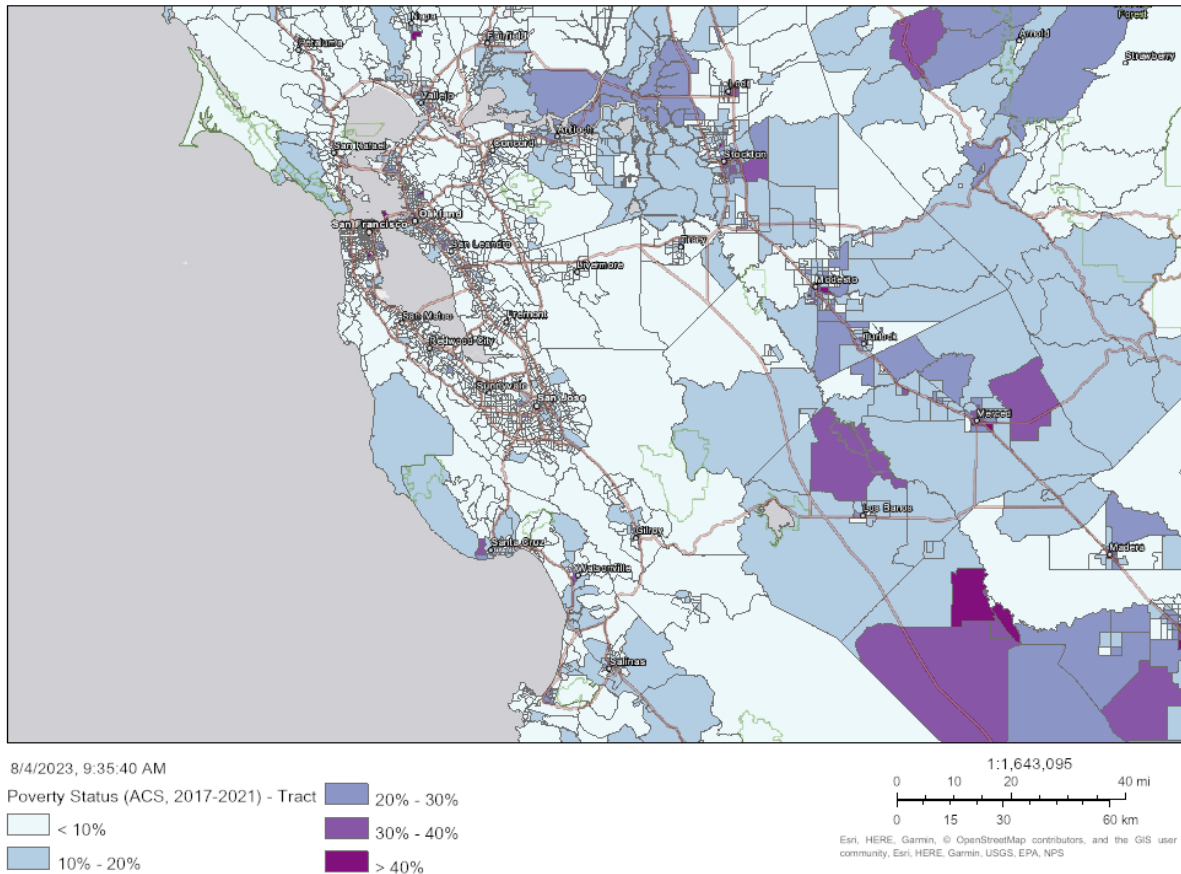 Napa
Forest
Petaluma
Fairfield
Arnold
Strawberry
Vallejo
Lodi
San Rafael
Concord
Antioch
Stockton
San Francisco
Oakland
San Leandro
Tracy
Livermore
Modesto
San Mateo
Fremont
Turlock
Redwood City
Sunnyvale
San Jose
Merced
Los Banos
Santa Cruz
Gilroy
Madera
Watsonville
Salinas
8/4/2023, 9:35:40 AM
Poverty Status (ACS, 2017-2021) - Tract
< 10%
10% - 20%
20% - 30%
30% - 40%
> 40%
1:1,643,095
0 10 20 40 mi
0 15 30 60 km
Esri, HERE, Garmin, © OpenStreetMap contributors, and the GIS user
community, Esri, HERE, Garmin, USGS, EPA, NPS